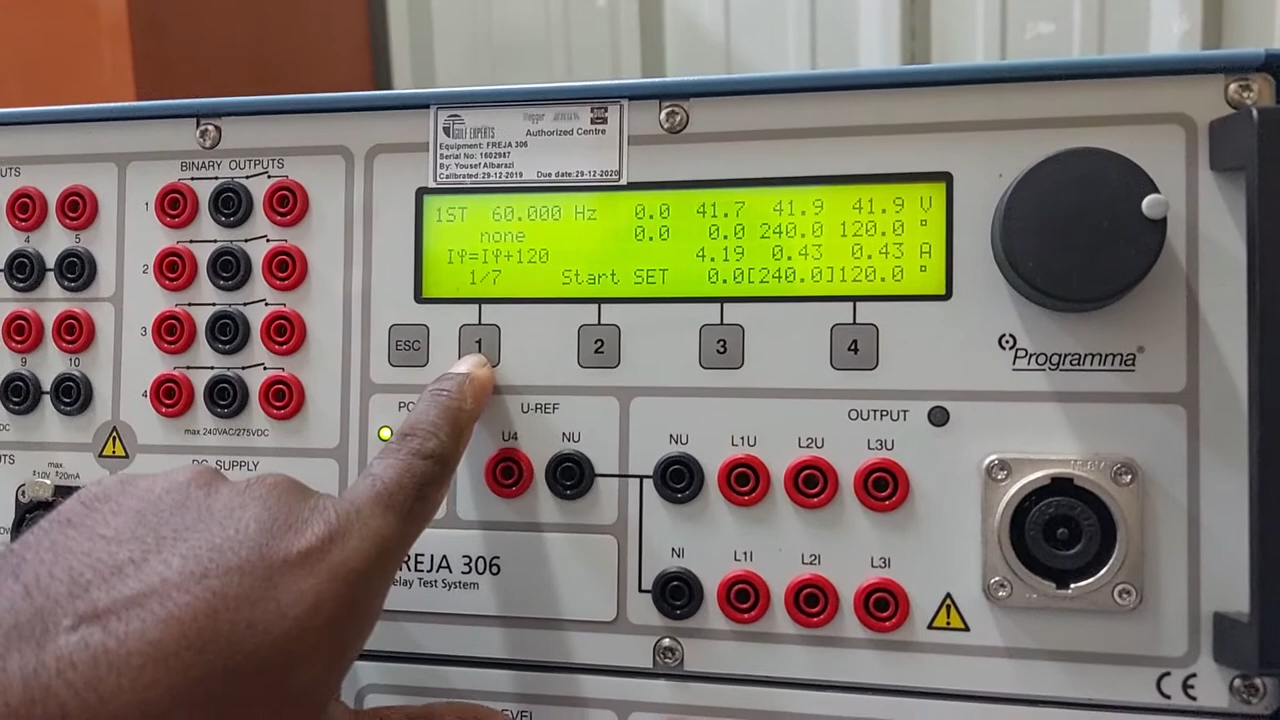 UTS
4 5
9 10
BINARY OUTPUTS
1
2
3
4
max.240VAC/275VDC
max.
±10V ±20mA
DC SUPPLY
GULF EXPERTS
Megger
Authorized Centre
Equipment: FREJA 306
Serial No: 1602987
By: Yousef Albarazi
Calibrated:29-12-2019 Due date:29-12-2020
1ST 60.000 Hz 0.0 41.7 41.9 41.9 V
none 0.0 0.0 240.0 120.0 °
Iφ=Iφ+120 4.19 0.43 0.43 A
1/7 Start SET 0.0[240.0]120.0 °
ESC 1 2 3 4
Programma®
U-REF
U4 NU
OUTPUT
NU L1U L2U L3U
NI L1I L2I L3I
REJA 306
elay Test System
CE